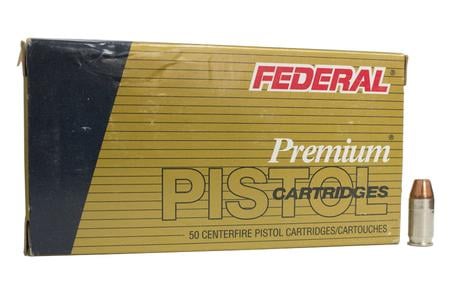 FEDERAL®
Premium®
PISTOL
CARTRIDGES
50 CENTERFIRE PISTOL CARTRIDGES/CARTOUCHES